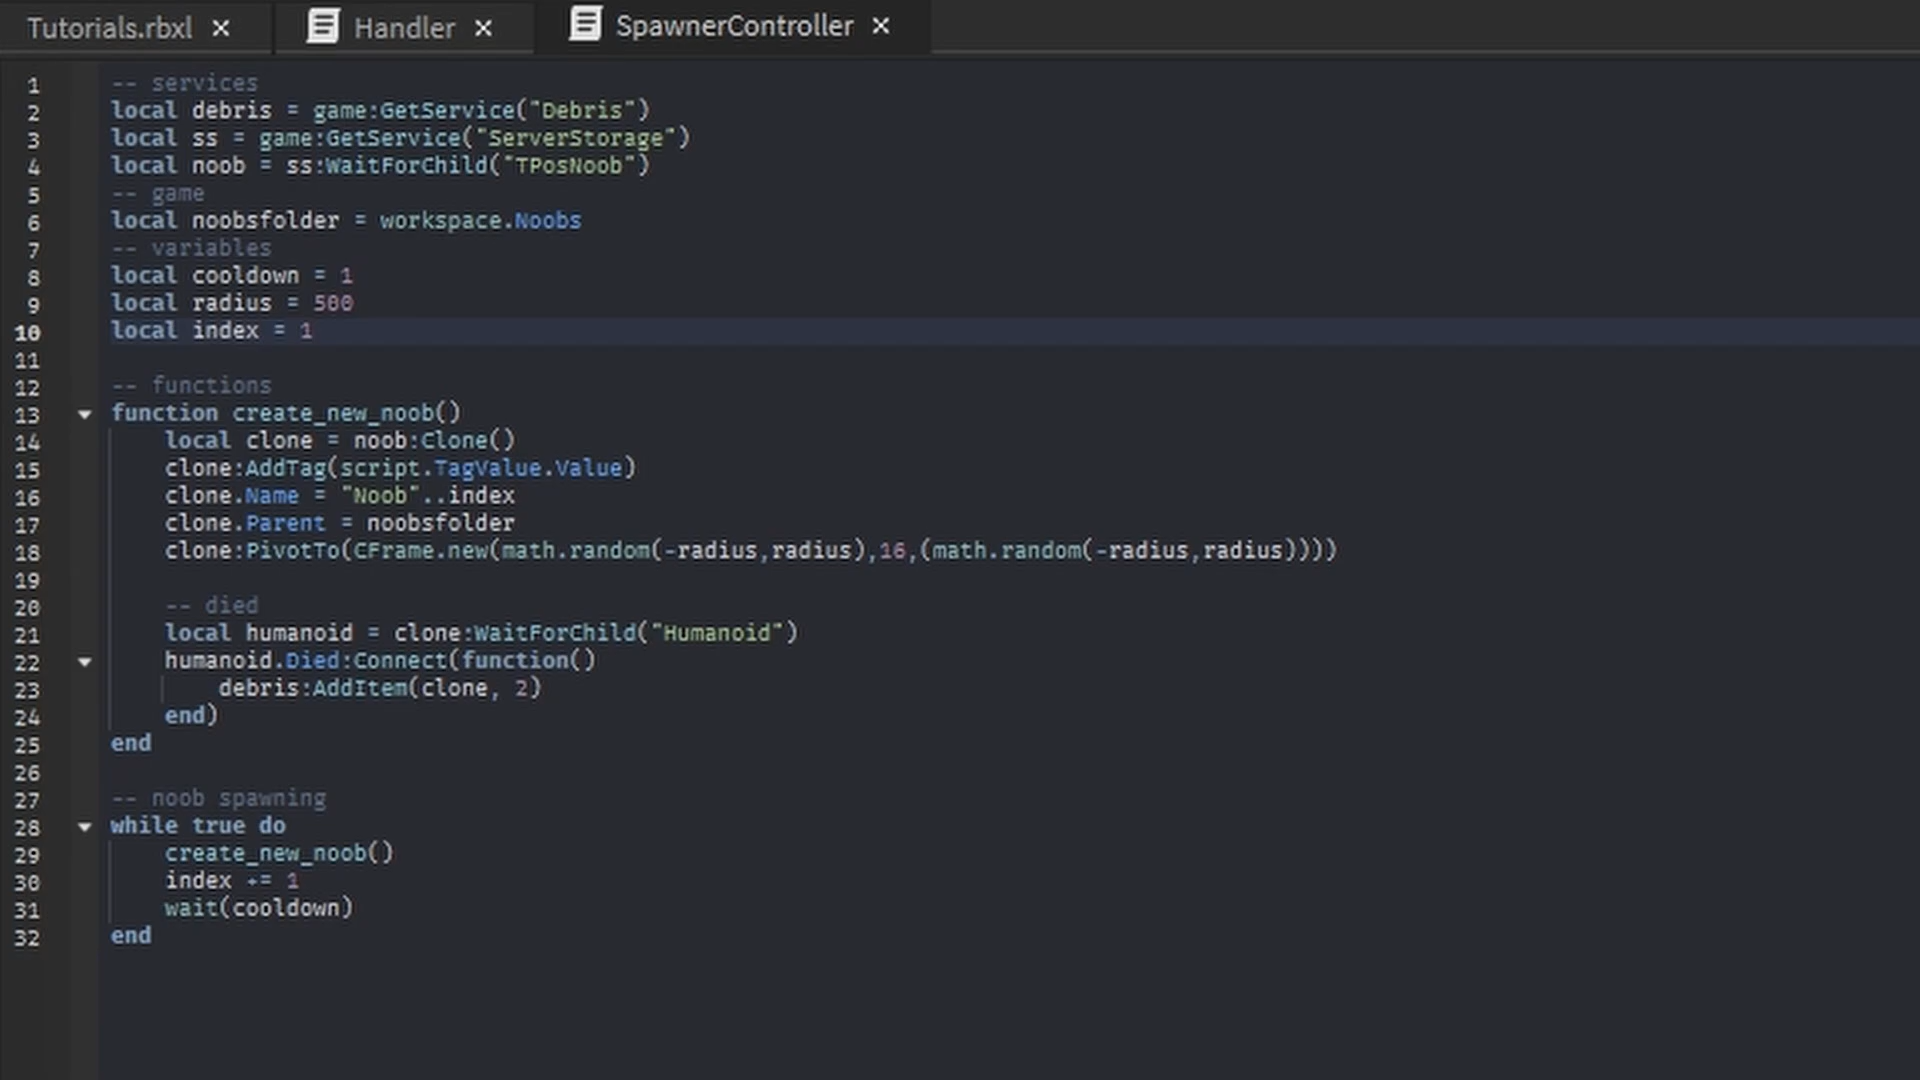 Tutorials.rbxl × Handler × SpawnerController ×
1 -- services
2 local debris = game:GetService("Debris")
3 local ss = game:GetService("ServerStorage")
4 local noob = ss:WaitForChild("TPosNoob")
5 -- game
6 local noobsfolder = workspace.Noobs
7 -- variables
8 local cooldown = 1
9 local radius = 500
10 local index = 1
11
12 -- functions
13 function create_new_noob()
14 local clone = noob:Clone()
15 clone:AddTag(script.TagValue.Value)
16 clone.Name = "Noob"..index
17 clone.Parent = noobsfolder
18 clone:PivotTo(CFrame.new(math.random(-radius,radius),16,(math.random(-radius,radius))))
19
20 -- died
21 local humanoid = clone:WaitForChild("Humanoid")
22 humanoid.Died:Connect(function()
23 debris:AddItem(clone, 2)
24 end)
25 end
26
27 -- noob spawning
28 while true do
29 create_new_noob()
30 index += 1
31 wait(cooldown)
32 end